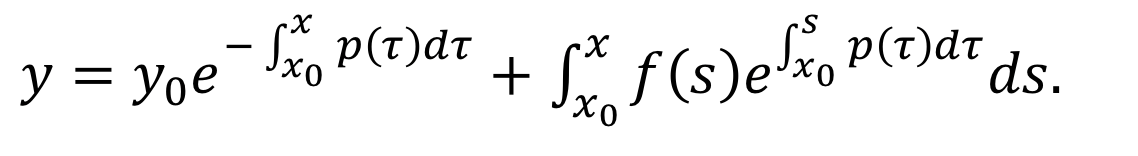 y = y₀e^{− ∫_{x₀}^{x} p(τ)dτ} + ∫_{x₀}^{x} f(s)e^{∫_{x₀}^{s} p(τ)dτ} ds.